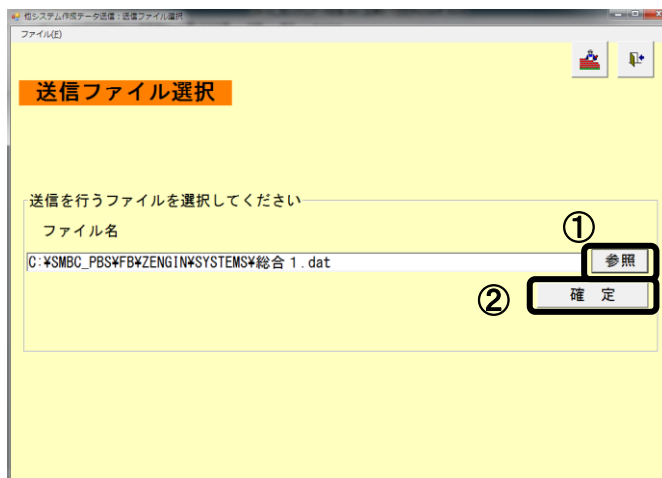 他システム作成データ送信：送信ファイル選択
ファイル(F)
送信ファイル選択
送信を行うファイルを選択してください
ファイル名
①
C:¥SMBC_PBS¥FB¥ZENGIN¥SYSTEMS¥総合１.dat
参照
②
確　定